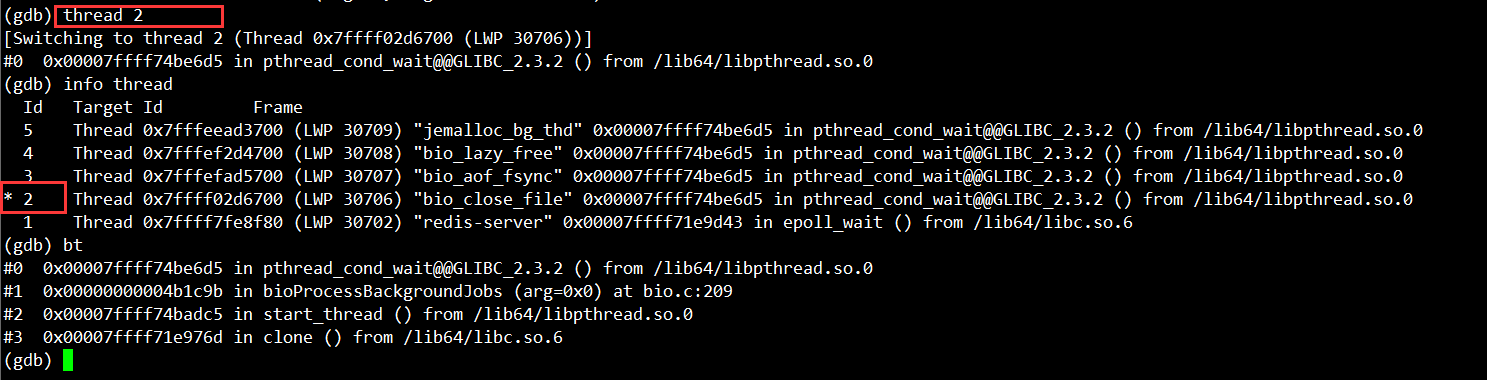 (gdb) thread 2
[Switching to thread 2 (Thread 0x7ffff02d6700 (LWP 30706))]
#0  0x00007ffff74be6d5 in pthread_cond_wait@@GLIBC_2.3.2 () from /lib64/libpthread.so.0
(gdb) info thread
  Id   Target Id         Frame
  5    Thread 0x7fffeead3700 (LWP 30709) "jemalloc_bg_thd" 0x00007ffff74be6d5 in pthread_cond_wait@@GLIBC_2.3.2 () from /lib64/libpthread.so.0
  4    Thread 0x7fffef2d4700 (LWP 30708) "bio_lazy_free" 0x00007ffff74be6d5 in pthread_cond_wait@@GLIBC_2.3.2 () from /lib64/libpthread.so.0
  3    Thread 0x7fffefad5700 (LWP 30707) "bio_aof_fsync" 0x00007ffff74be6d5 in pthread_cond_wait@@GLIBC_2.3.2 () from /lib64/libpthread.so.0
* 2    Thread 0x7ffff02d6700 (LWP 30706) "bio_close_file" 0x00007ffff74be6d5 in pthread_cond_wait@@GLIBC_2.3.2 () from /lib64/libpthread.so.0
  1    Thread 0x7ffff7fe8f80 (LWP 30702) "redis-server" 0x00007ffff71e9d43 in epoll_wait () from /lib64/libc.so.6
(gdb) bt
#0  0x00007ffff74be6d5 in pthread_cond_wait@@GLIBC_2.3.2 () from /lib64/libpthread.so.0
#1  0x00000000004b1c9b in bioProcessBackgroundJobs (arg=0x0) at bio.c:209
#2  0x00007ffff74badc5 in start_thread () from /lib64/libpthread.so.0
#3  0x00007ffff71e976d in clone () from /lib64/libc.so.6
(gdb)